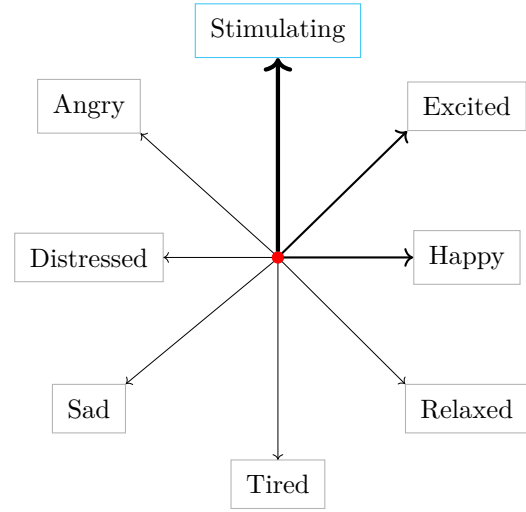 Stimulating
Angry
Excited
Distressed
Happy
Sad
Relaxed
Tired